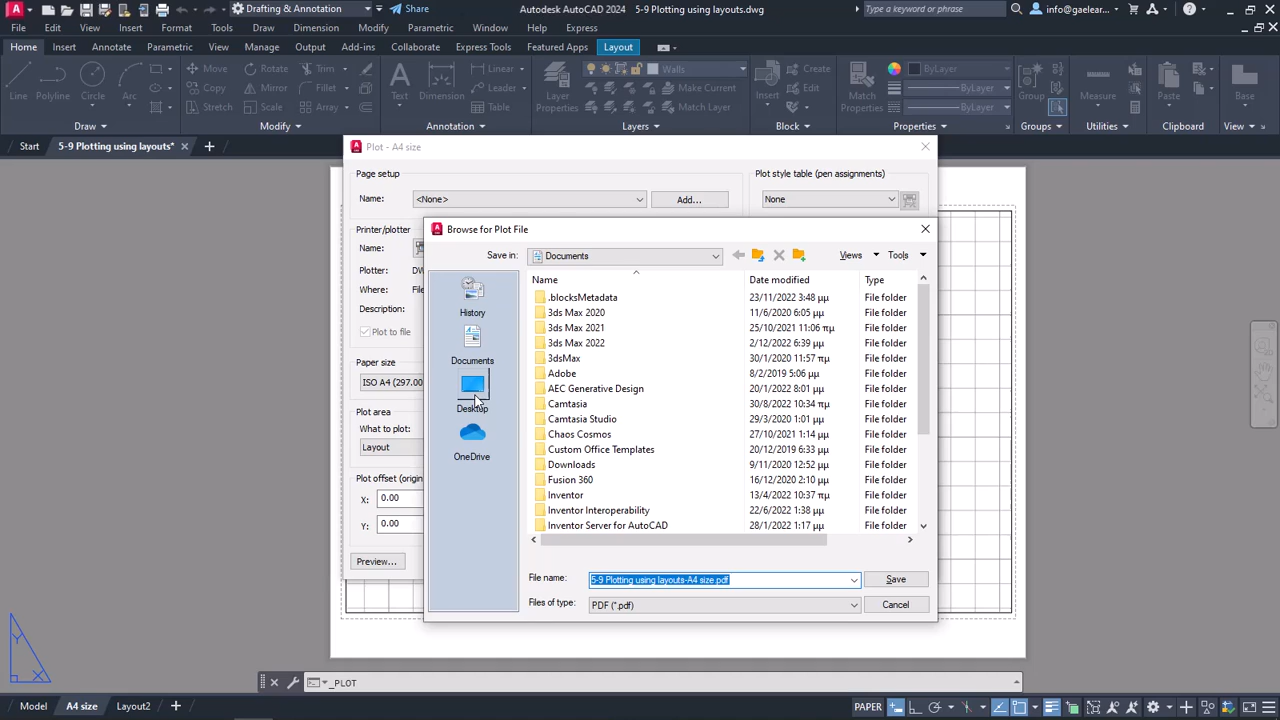 Drafting & Annotation
Share
Autodesk AutoCAD 2024
5-9 Plotting using layouts.dwg
Type a keyword or phrase
info@gaelear...
File Edit View Insert Format Tools Draw Dimension Modify Parametric Window Help Express
Home Insert Annotate Parametric View Manage Output Add-ins Collaborate Express Tools Featured Apps Layout
Line
Polyline
Circle
Arc
Move
Rotate
Trim
Copy
Mirror
Fillet
Stretch
Scale
Array
Text
Dimension
Linear
Leader
Table
Layer
Properties
Walls
Make Current
Match Layer
Insert
Create
Edit
Match
Properties
ByLayer
ByLayer
ByLayer
Group
Measure
Paste
Base
Draw
Modify
Annotation
Layers
Block
Properties
Groups
Utilities
Clipboard
View
Start
5-9 Plotting using layouts*
Plot - A4 size
Page setup
Name:
<None>
Add...
Plot style table (pen assignments)
None
Printer/plotter
Name:
Plotter:
DW
Where:
File
Description:
Plot to file
Paper size
ISO A4 (297.00
Plot area
What to plot:
Layout
Plot offset (origin
X:
0.00
Y:
0.00
Preview...
Browse for Plot File
Save in:
Documents
Views
Tools
History
Documents
Desktop
OneDrive
Name Date modified Type
.blocksMetadata 23/11/2022 3:48 μμ File folder
3ds Max 2020 11/6/2020 6:05 μμ File folder
3ds Max 2021 25/10/2021 11:06 πμ File folder
3ds Max 2022 2/12/2022 6:39 μμ File folder
3dsMax 30/1/2020 11:57 πμ File folder
Adobe 8/2/2019 5:06 μμ File folder
AEC Generative Design 20/1/2022 8:01 μμ File folder
Camtasia 30/8/2022 10:34 πμ File folder
Camtasia Studio 29/3/2020 1:01 μμ File folder
Chaos Cosmos 27/10/2021 1:14 μμ File folder
Custom Office Templates 20/12/2019 6:33 μμ File folder
Downloads 9/11/2020 12:52 μμ File folder
Fusion 360 16/12/2020 2:10 μμ File folder
Inventor 13/4/2022 10:37 πμ File folder
Inventor Interoperability 22/6/2022 1:38 μμ File folder
Inventor Server for AutoCAD 28/1/2022 1:17 μμ File folder
File name:
5-9 Plotting using layouts-A4 size.pdf
Save
Files of type:
PDF (*.pdf)
Cancel
Y
X
_PLOT
Model
A4 size
Layout2
PAPER